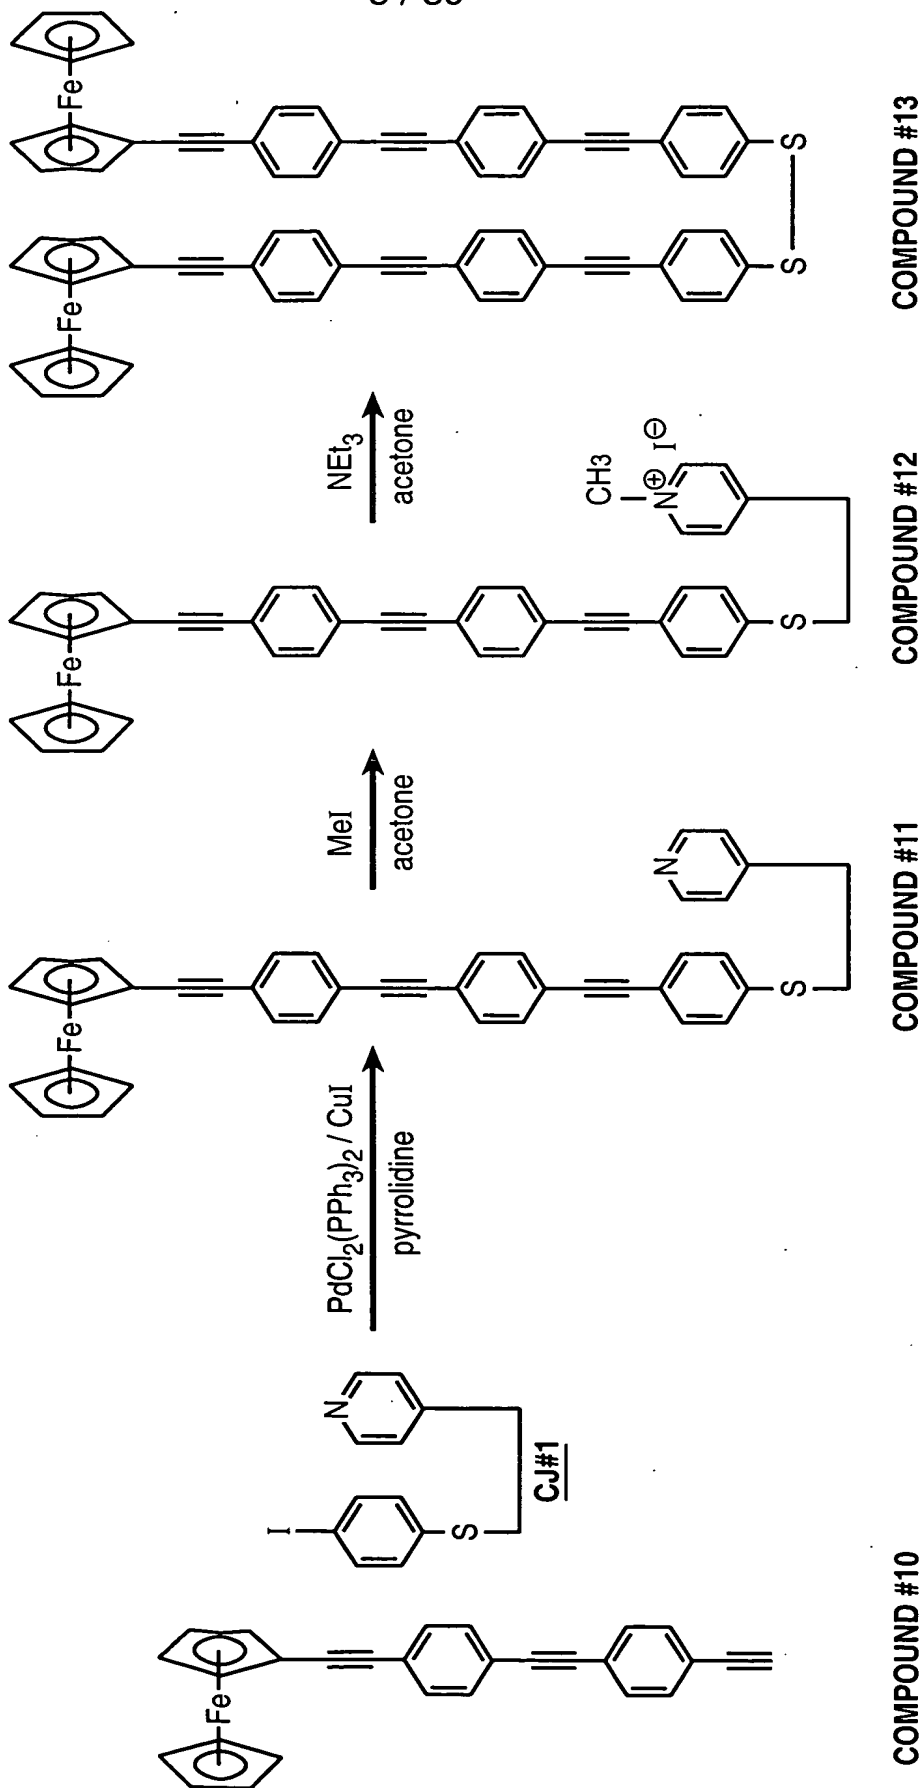 Fe
COMPOUND #10
I
S
N
CJ#1
PdCl₂(PPh₃)₂ / CuI
pyrrolidine
Fe
S
N
COMPOUND #11
MeI
acetone
Fe
S
CH3
N⊕ I⊖
COMPOUND #12
NEt₃
acetone
Fe
Fe
S
S
COMPOUND #13